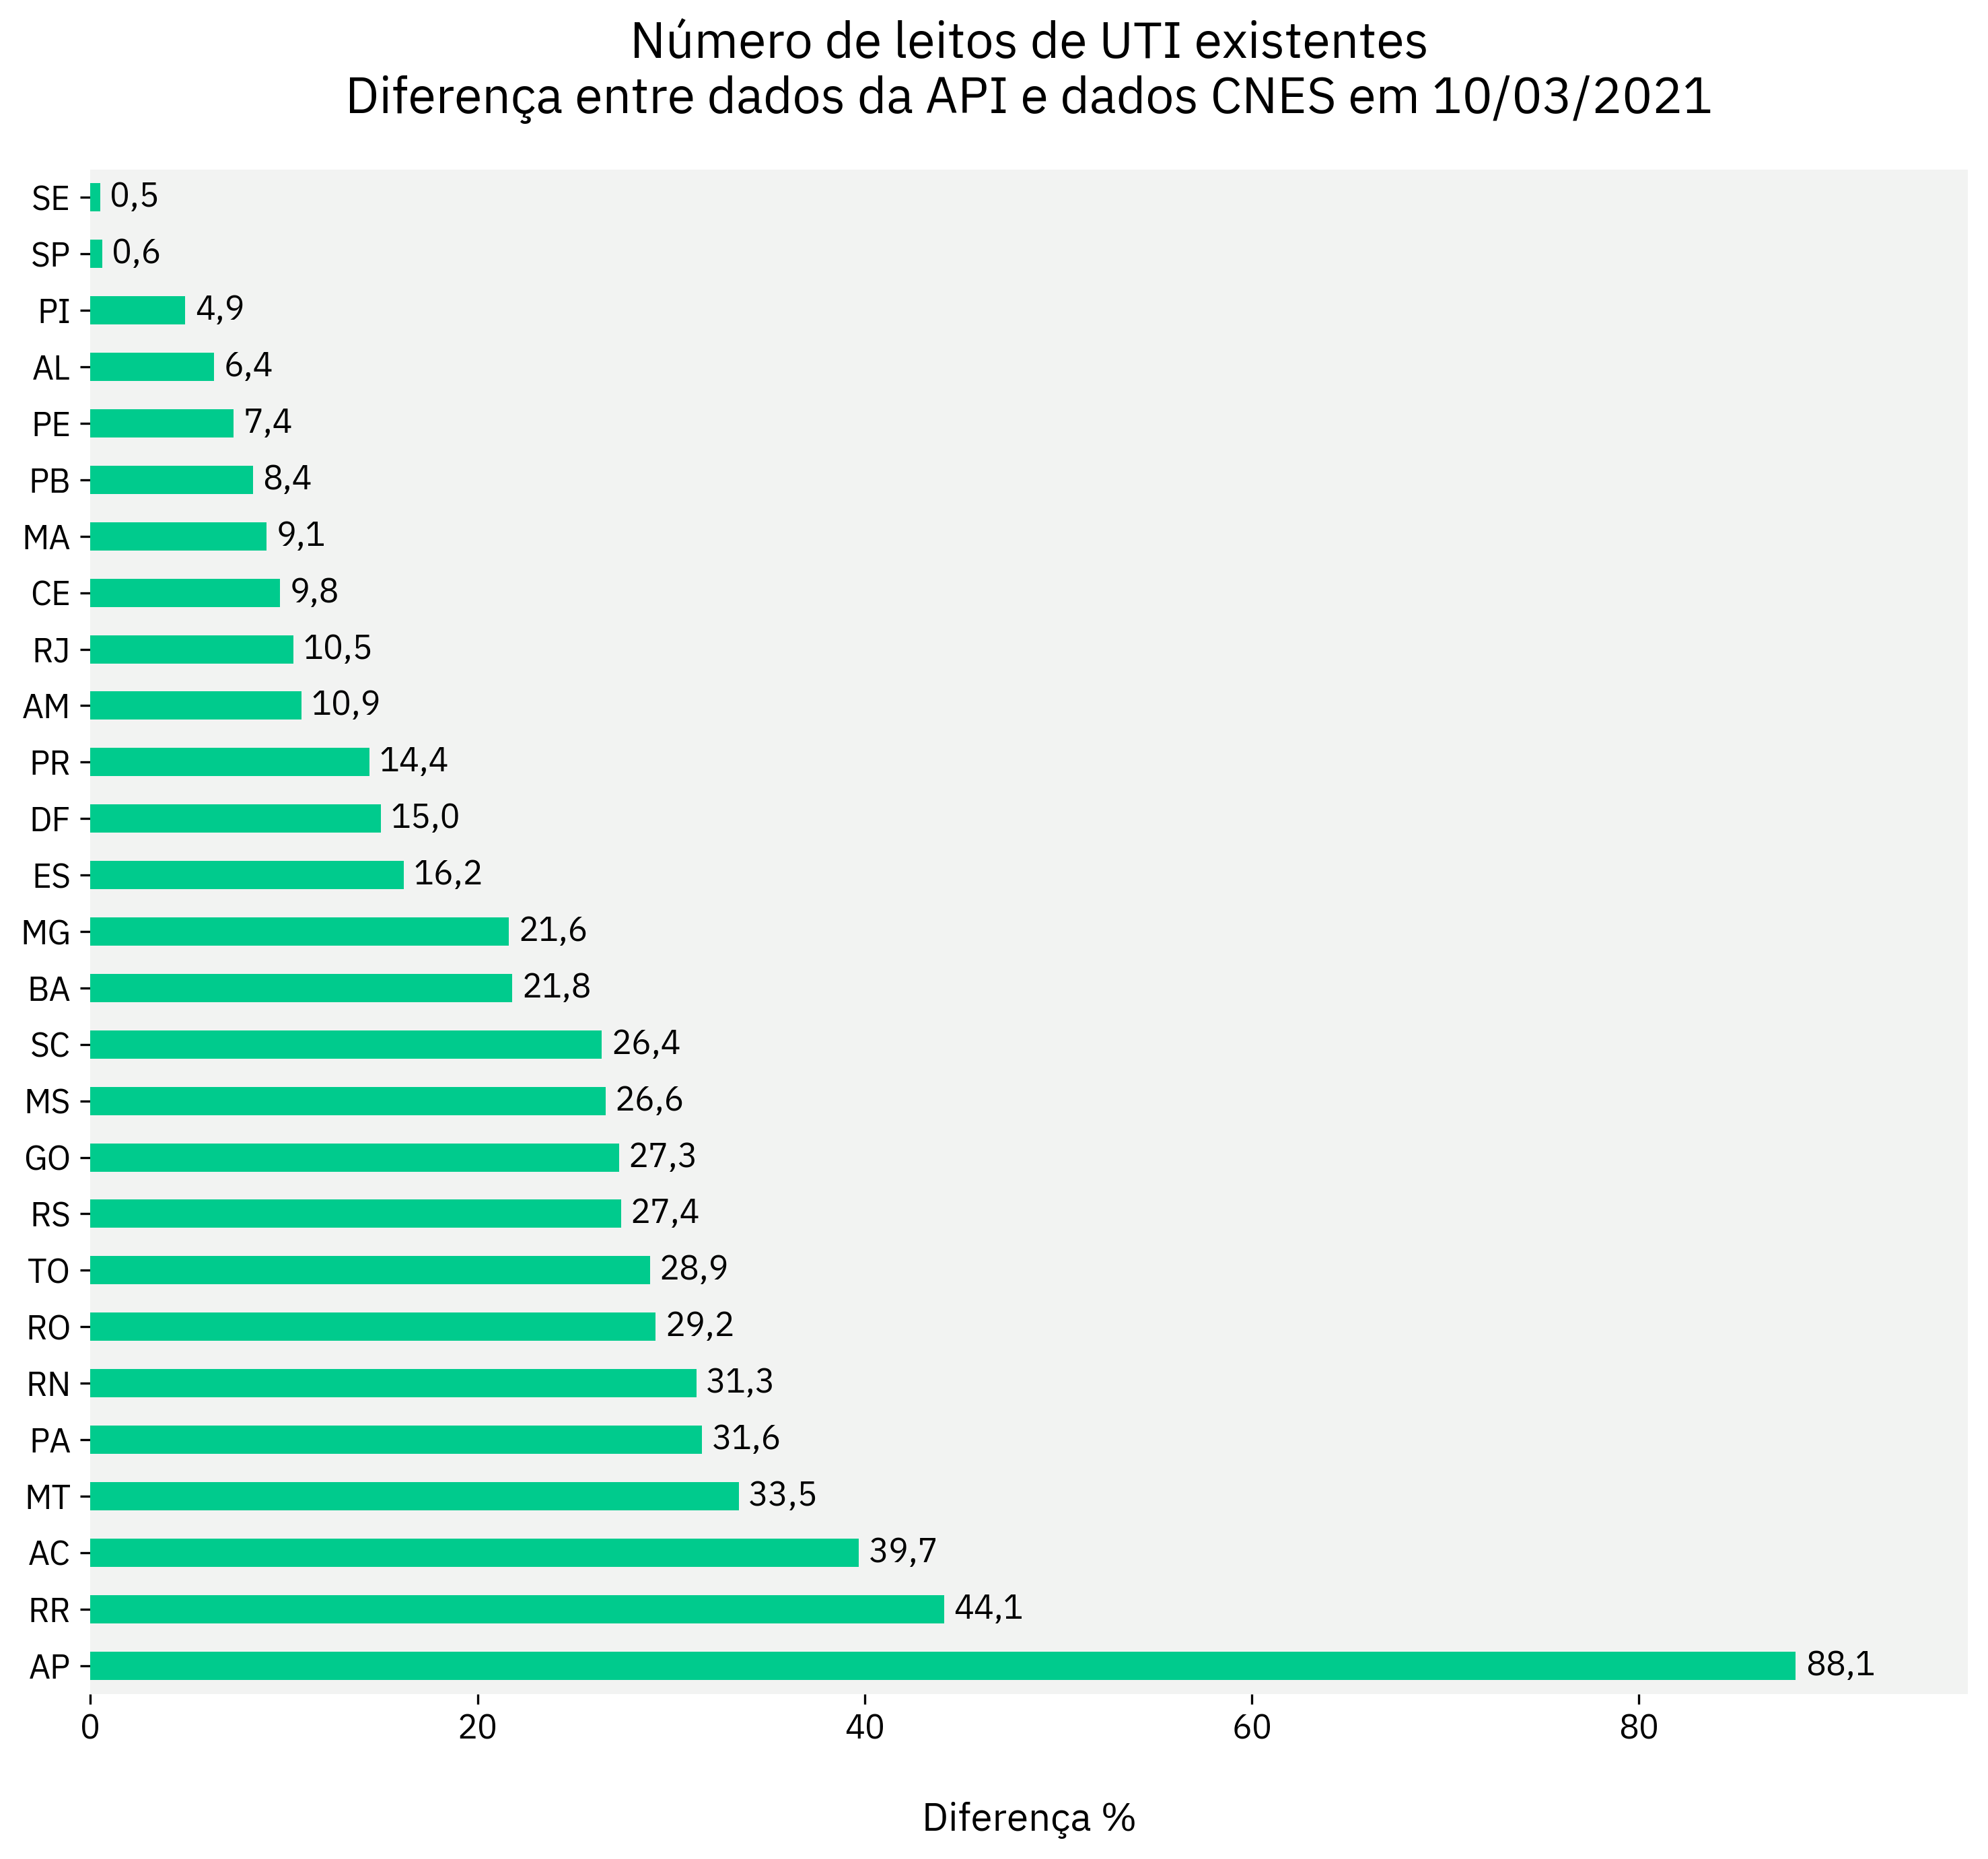 Número de leitos de UTI existentes
Diferença entre dados da API e dados CNES em 10/03/2021
SE 0,5
SP 0,6
PI 4,9
AL 6,4
PE 7,4
PB 8,4
MA 9,1
CE 9,8
RJ 10,5
AM 10,9
PR 14,4
DF 15,0
ES 16,2
MG 21,6
BA 21,8
SC 26,4
MS 26,6
GO 27,3
RS 27,4
TO 28,9
RO 29,2
RN 31,3
PA 31,6
MT 33,5
AC 39,7
RR 44,1
AP 88,1
0 20 40 60 80
Diferença %